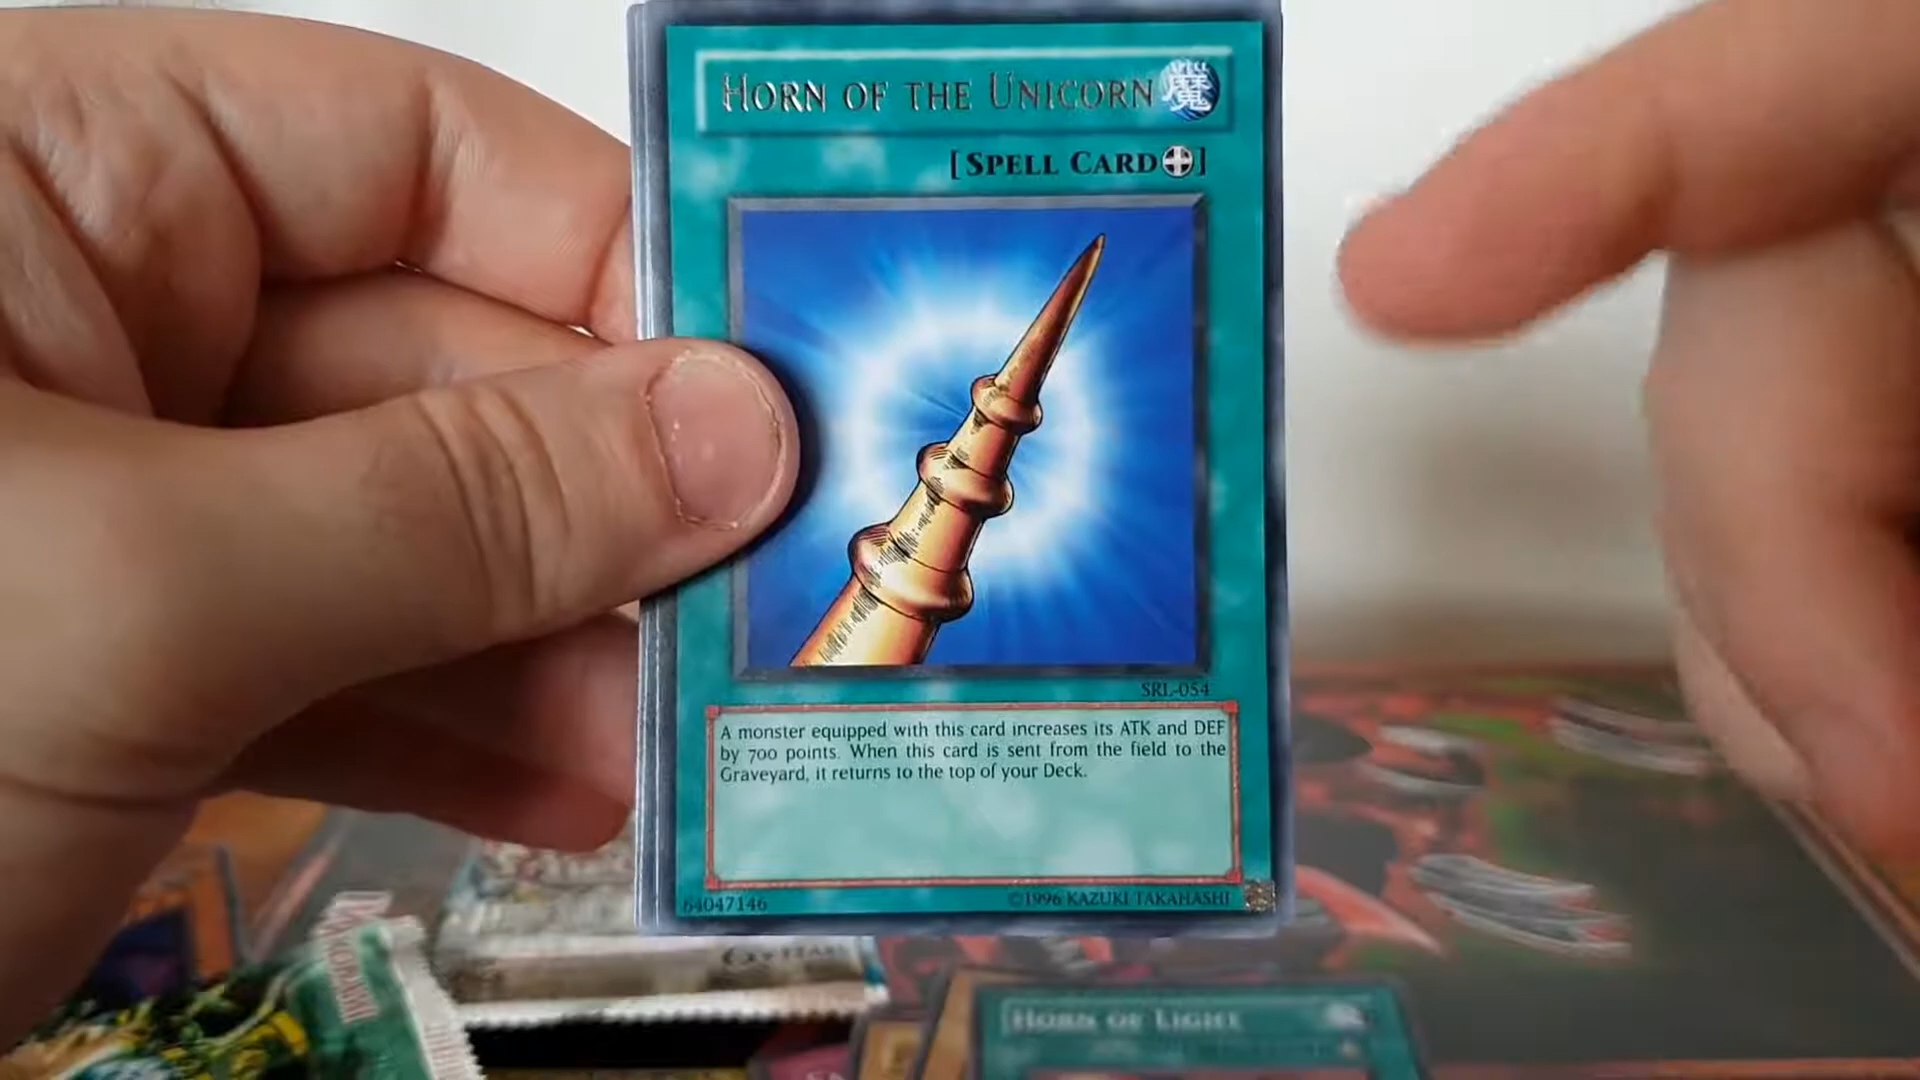 HORN OF THE UNICORN
SPELL
魔
[SPELL CARD]
SRL-054
A monster equipped with this card increases its ATK and DEF
by 700 points. When this card is sent from the field to the
Graveyard, it returns to the top of your Deck.
64047146
©1996 KAZUKI TAKAHASHI
KONAMI
HORN OF LIGHT